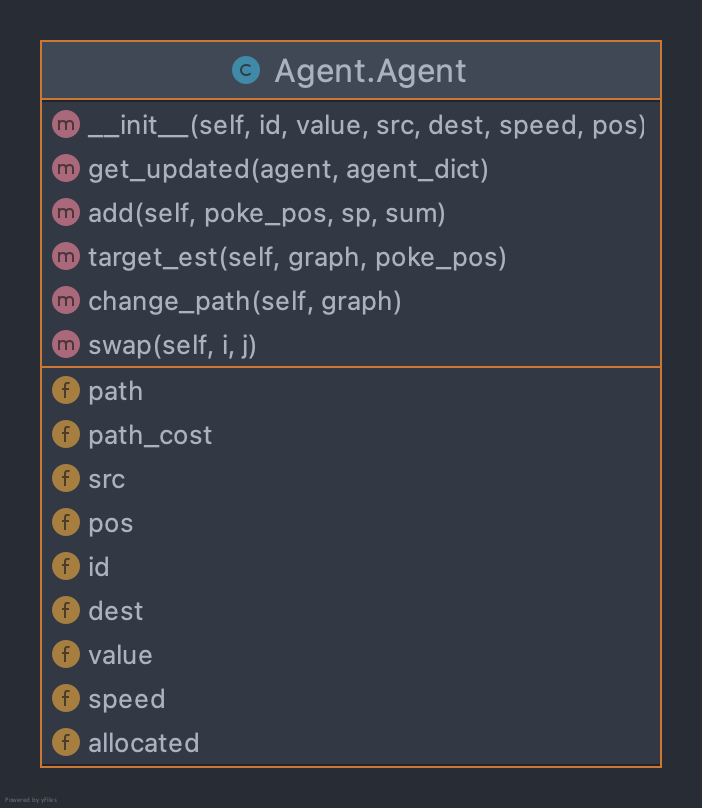 C Agent.Agent
m __init__(self, id, value, src, dest, speed, pos)
m get_updated(agent, agent_dict)
m add(self, poke_pos, sp, sum)
m target_est(self, graph, poke_pos)
m change_path(self, graph)
m swap(self, i, j)
f path
f path_cost
f src
f pos
f id
f dest
f value
f speed
f allocated
Powered by yFiles